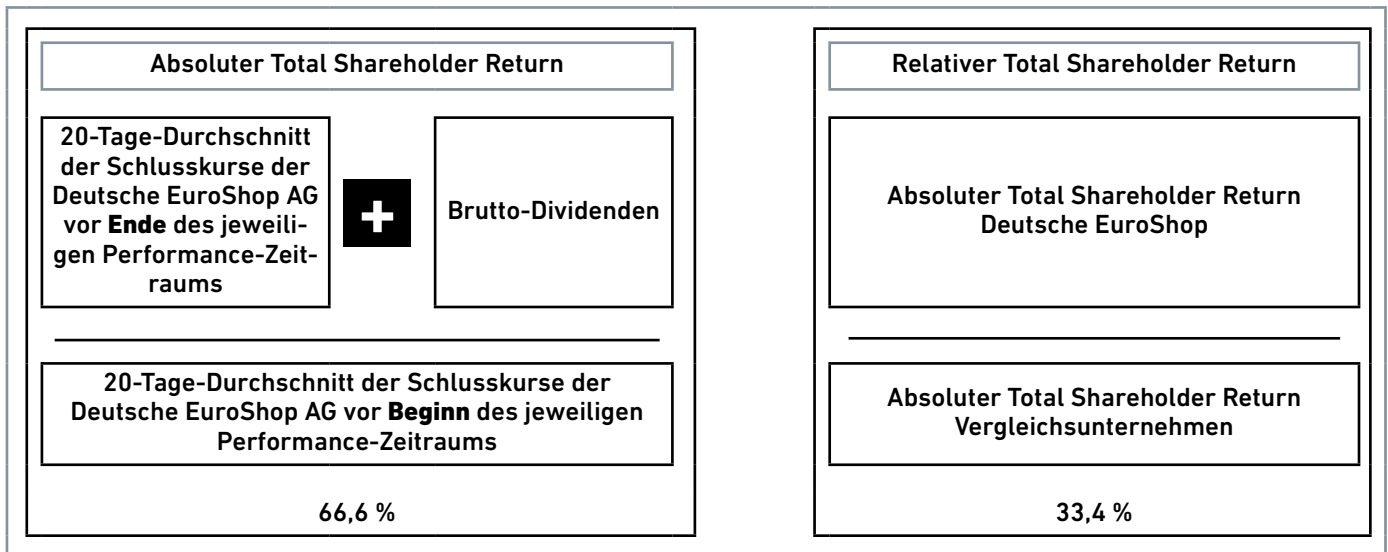 Absoluter Total Shareholder Return
20-Tage-Durchschnitt
der Schlusskurse der
Deutsche EuroShop AG
vor Ende des jeweili-
gen Performance-Zeit-
raums
+
Brutto-Dividenden
20-Tage-Durchschnitt der Schlusskurse der
Deutsche EuroShop AG vor Beginn des jeweiligen
Performance-Zeitraums
66,6 %
Relativer Total Shareholder Return
Absoluter Total Shareholder Return
Deutsche EuroShop
Absoluter Total Shareholder Return
Vergleichsunternehmen
33,4 %